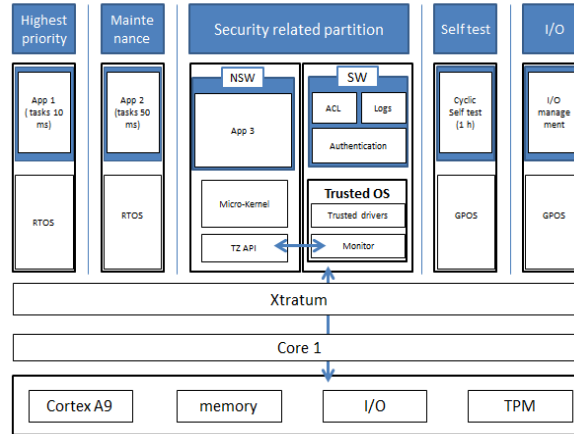 Highest
priority
Mainte
nance
Security related partition
Self test
I/O
NSW
SW
App 1
( tasks 10
ms)
App 2
(tasks 50
ms)
App 3
ACL
Logs
Authentication
Cyclic
Self test
(1 h)
I/O
manage
ment
RTOS
RTOS
Micro-Kernel
TZ API
Trusted OS
Trusted drivers
Monitor
GPOS
GPOS
Xtratum
Core 1
Cortex A9
memory
I/O
TPM